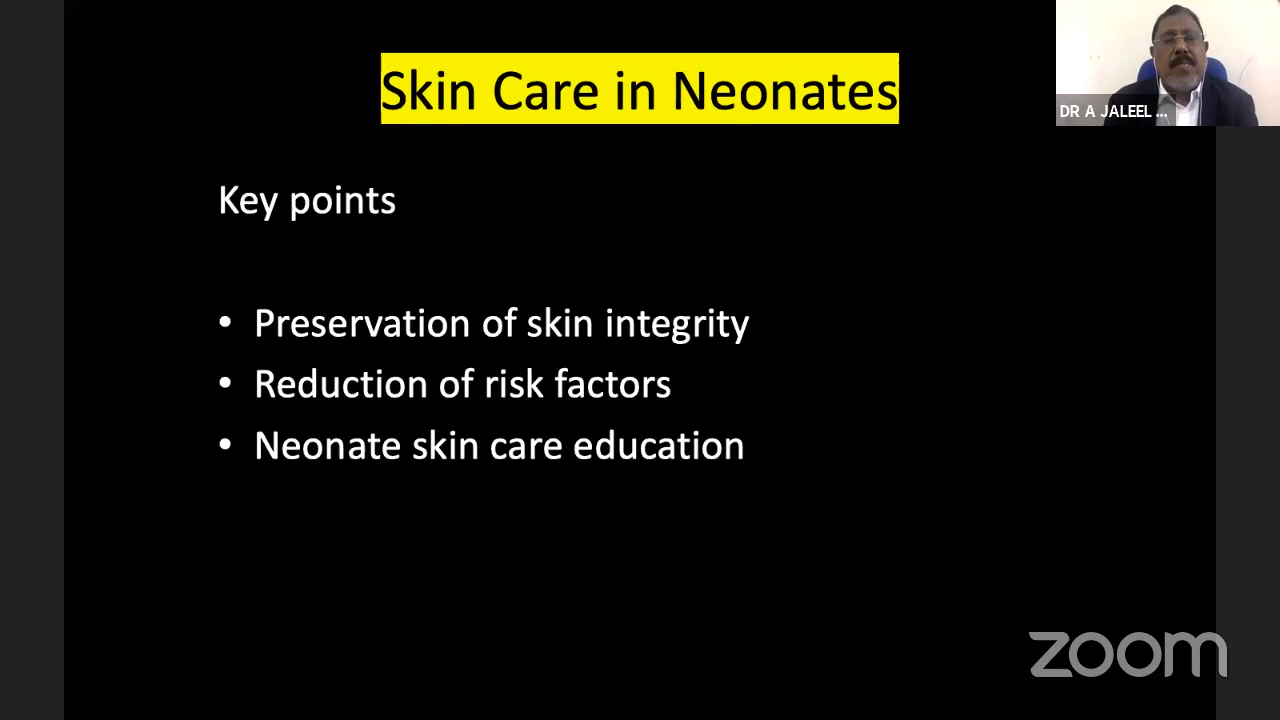 Skin Care in Neonates
DR A JALEEL ...
Key points
• Preservation of skin integrity
• Reduction of risk factors
• Neonate skin care education
zoom